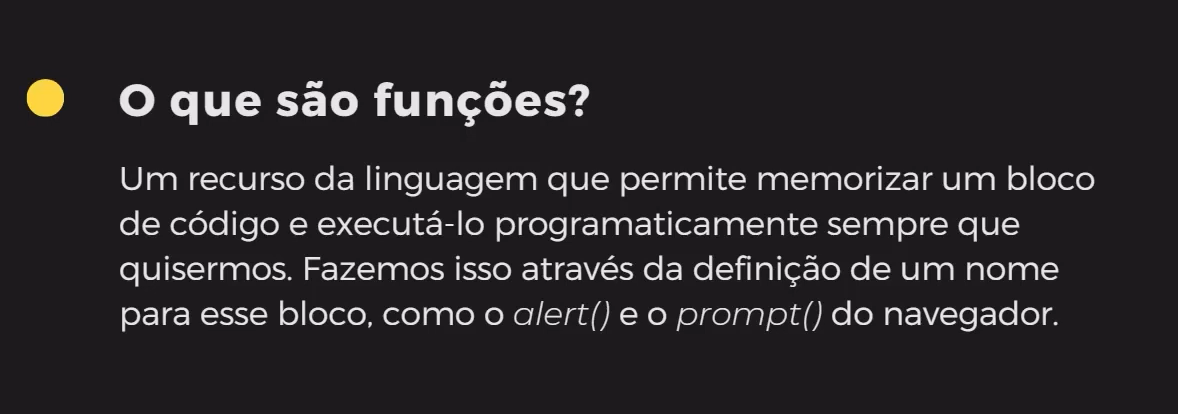 O que são funções?
Um recurso da linguagem que permite memorizar um bloco
de código e executá-lo programaticamente sempre que
quisermos. Fazemos isso através da definição de um nome
para esse bloco, como o alert() e o prompt() do navegador.